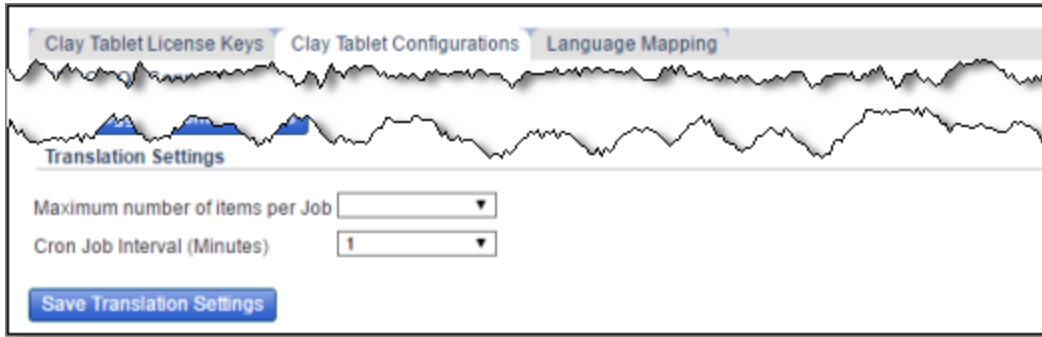 Clay Tablet License Keys Clay Tablet Configurations Language Mapping
Translation Settings
Maximum number of items per Job
Cron Job Interval (Minutes) 1
Save Translation Settings